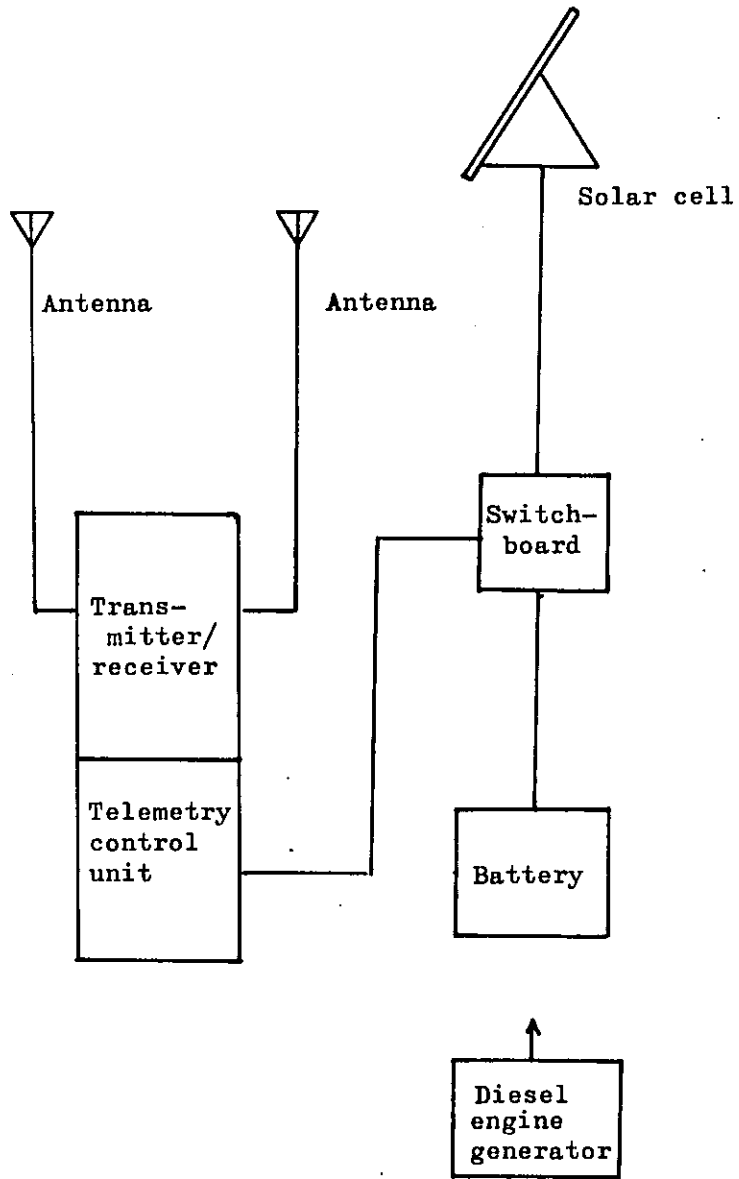 Solar cell
Antenna
Antenna
Switch-
board
Trans-
mitter/
receiver
Telemetry
control
unit
Battery
Diesel
engine
generator